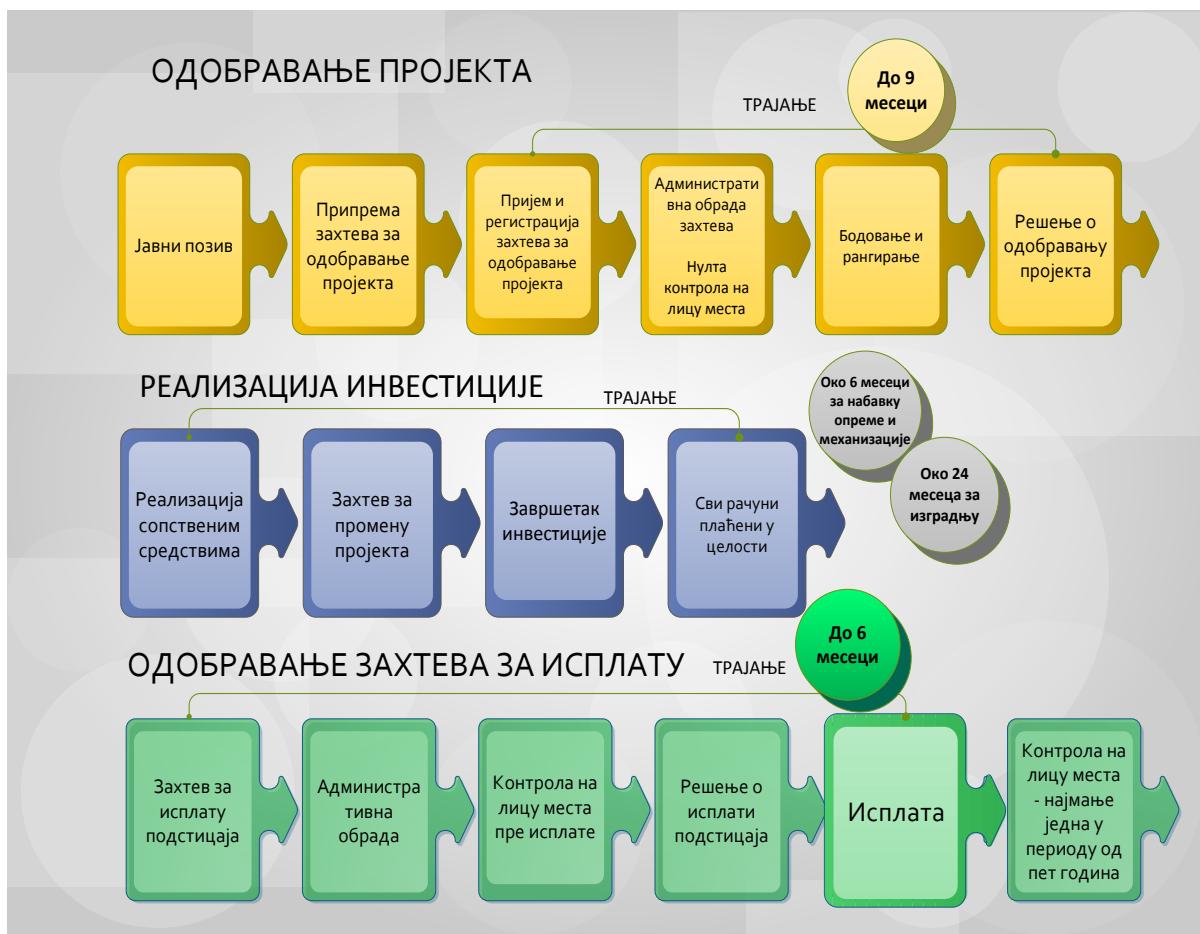 ОДОБРАВАЊЕ ПРОЈЕКТА
ТРАЈАЊЕ
До 9
месеци
Јавни позив
Припрема
захтева за
одобравање
пројекта
Пријем и
регистрација
захтева за
одобравање
пројекта
Администрати
вна обрада
захтева
Нулта
контрола на
лицу места
Бодовање и
рангирање
Решење о
одобравању
пројекта
РЕАЛИЗАЦИЈА ИНВЕСТИЦИЈЕ
ТРАЈАЊЕ
Око 6 месеци
за набавку
опреме и
механизације
Око 24
месеца за
изградњу
Реализација
сопственим
средствима
Захтев за
промену
пројекта
Завршетак
инвестиције
Сви рачуни
плаћени у
целости
ОДОБРАВАЊЕ ЗАХТЕВА ЗА ИСПЛАТУ
ТРАЈАЊЕ
До 6
месеци
Захтев за
исплату
подстицаја
Администра
тивна
обрада
Контрола на
лицу места
пре исплате
Решење о
исплати
подстицаја
Исплата
Контрола на
лицу места
- најмање
једна у
периоду од
пет година